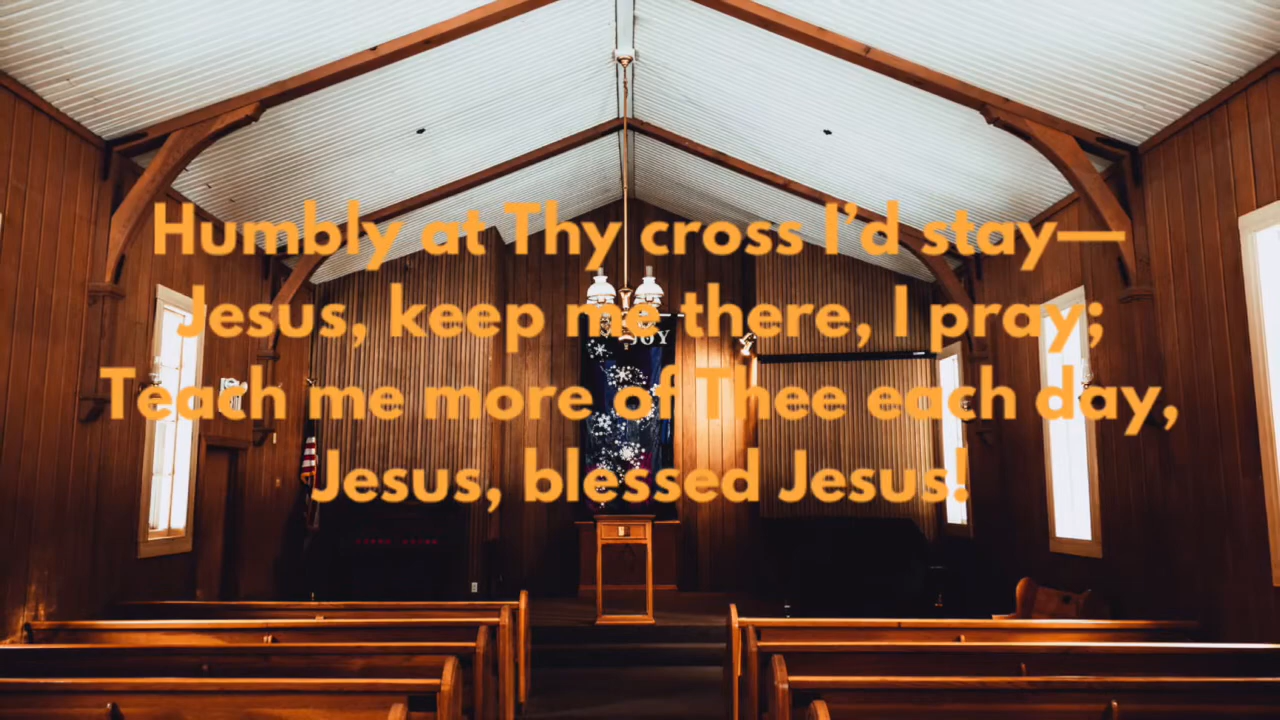 Humbly at Thy cross I’d stay—
Jesus, keep me there, I pray;
JOY
Teach me more of Thee each day,
Jesus, blessed Jesus!